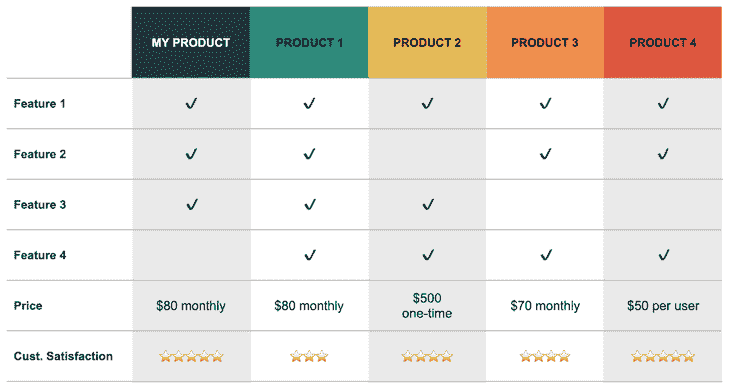 MY PRODUCT PRODUCT 1 PRODUCT 2 PRODUCT 3 PRODUCT 4
Feature 1 ✓ ✓ ✓ ✓ ✓
Feature 2 ✓ ✓ ✓ ✓
Feature 3 ✓ ✓ ✓
Feature 4 ✓ ✓ ✓ ✓
Price $80 monthly $80 monthly $500 one-time $70 monthly $50 per user
Cust. Satisfaction ⭐⭐⭐⭐⭐ ⭐⭐⭐ ⭐⭐⭐⭐ ⭐⭐⭐⭐ ⭐⭐⭐⭐⭐